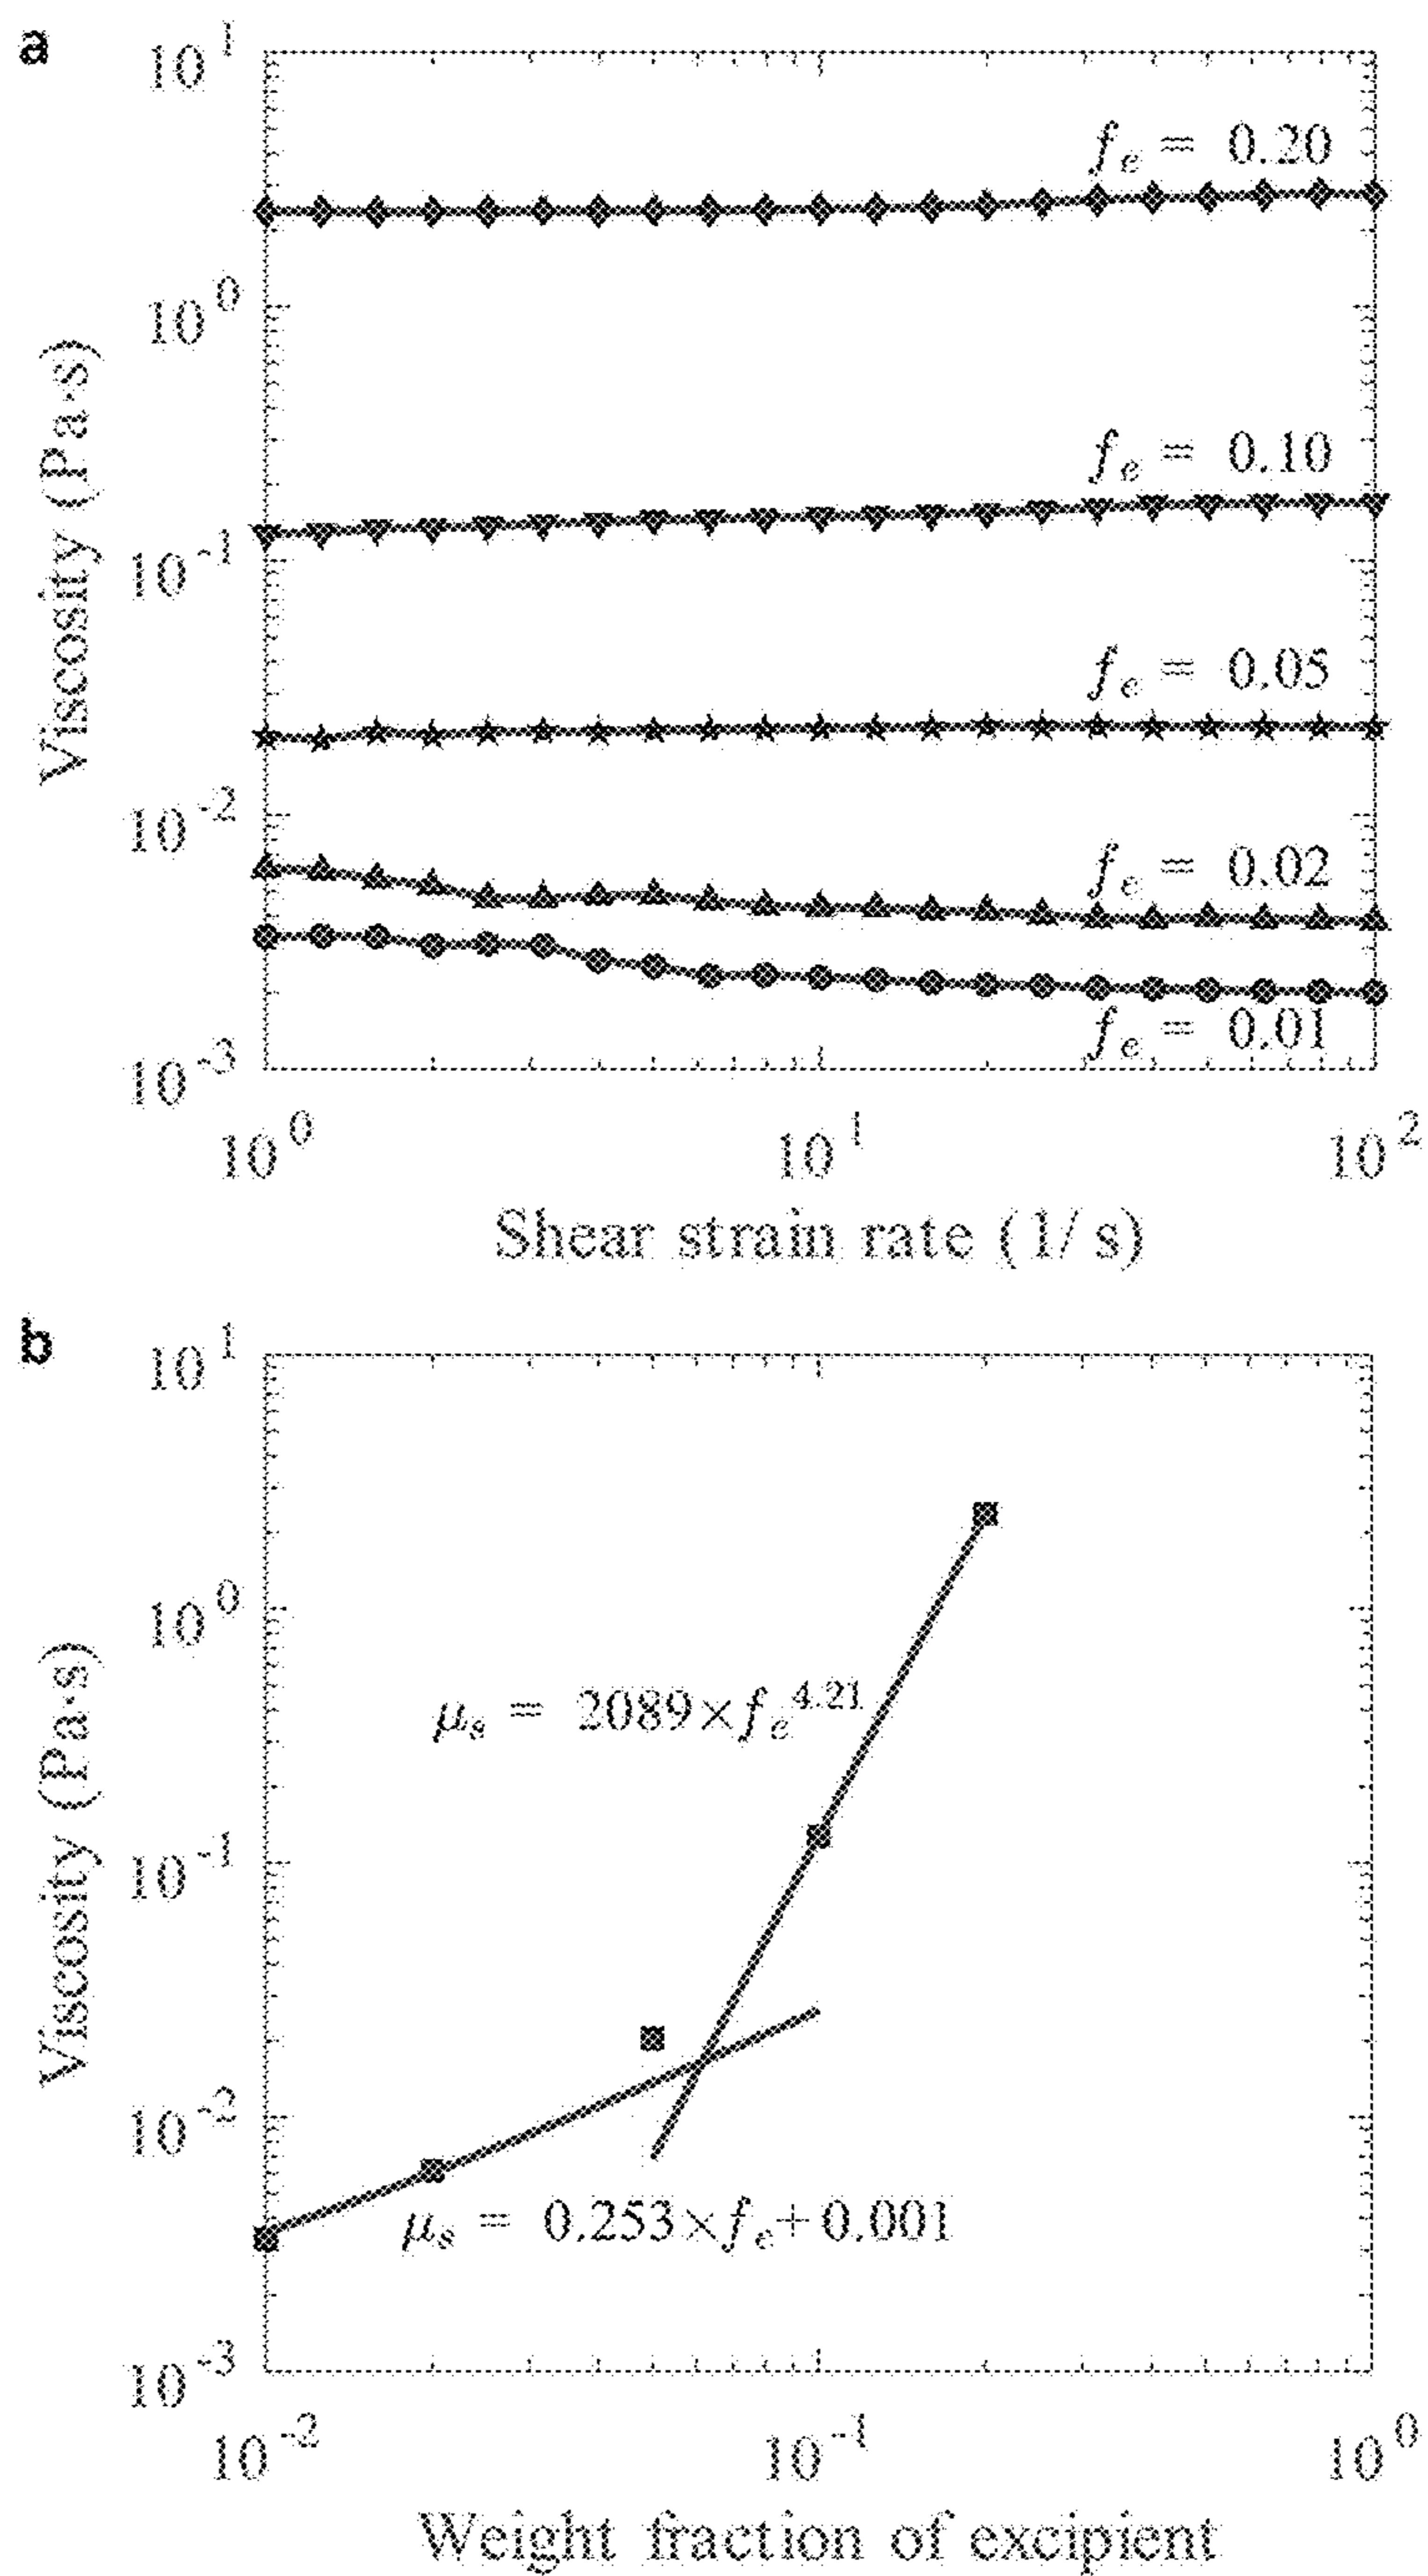 a
10^1
f_e = 0.20
10^0
f_e = 0.10
10^-1
f_e = 0.05
10^-2
f_e = 0.02
f_e = 0.01
10^-3
10^0 10^1 10^2
Viscosity (Pa·s)
Shear strain rate (1/s)
b
10^1
10^0
μ_s = 2089×f_e^4.21
10^-1
10^-2
μ_s = 0.253×f_e+0.001
10^-3
10^-2 10^-1 10^0
Viscosity (Pa·s)
Weight fraction of excipient